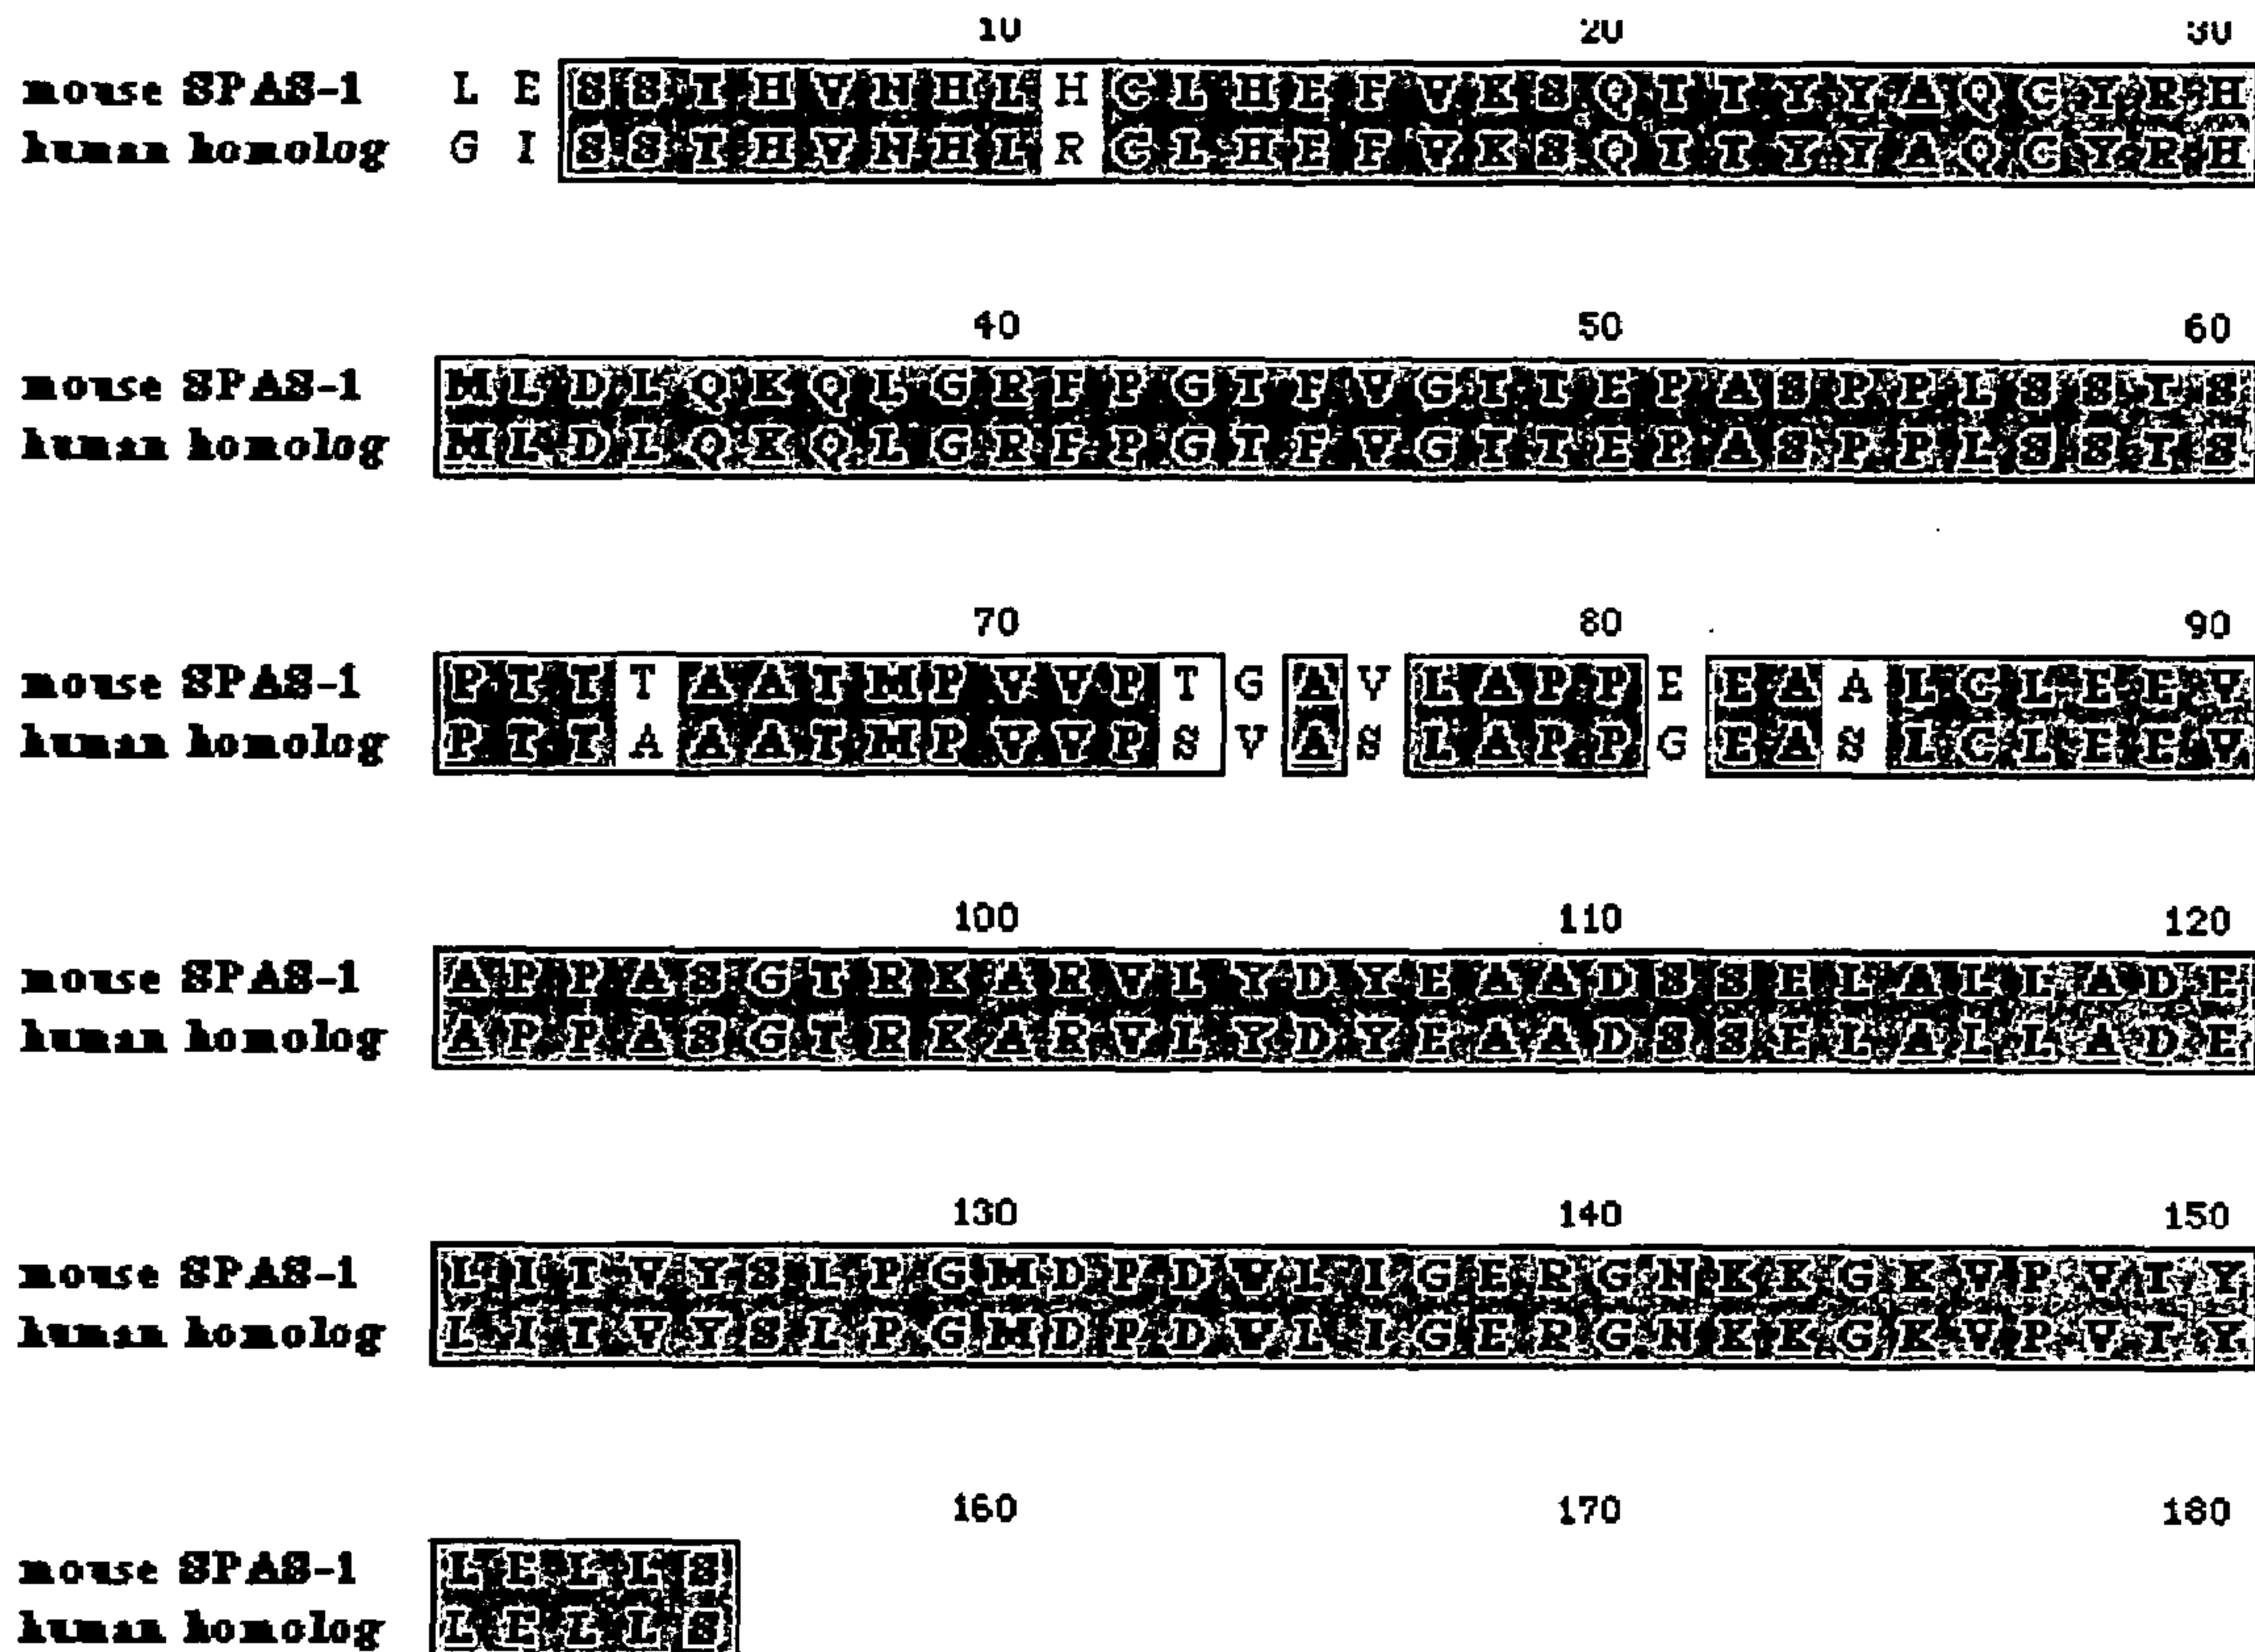 10 20 30
mouse SPAS-1 L E S S T H V N H L H C L H E F V K S Q T T Y Y A Q C Y R H
human homolog G I S S T H V N H L R C L H E F V K S Q T T Y Y A Q C Y R H
40 50 60
mouse SPAS-1 M L D L Q K Q L G R F P G T F V G T T E P A S P P L S S T S
human homolog M L D L Q K Q L G R F P G T F V G T T E P A S P P L S S T S
70 80 90
mouse SPAS-1 P T T T A A T M P V V P T G A V L A P P E E A A L C L E E V
human homolog P T T A A A T M P V V P S V A S L A P P G E A S L C L E E V
100 110 120
mouse SPAS-1 A P P A S G T R K A R V L Y D Y E A A D S S E L A L L A D E
human homolog A P P A S G T R K A R V L Y D Y E A A D S S E L A L L A D E
130 140 150
mouse SPAS-1 L I T V Y S L P G M D P D W L I G E R G N K K G K V P V T Y
human homolog L I T V Y S L P G M D P D W L I G E R G N K K G K V P V T Y
160 170 180
mouse SPAS-1 L E L L S
human homolog L E L L S